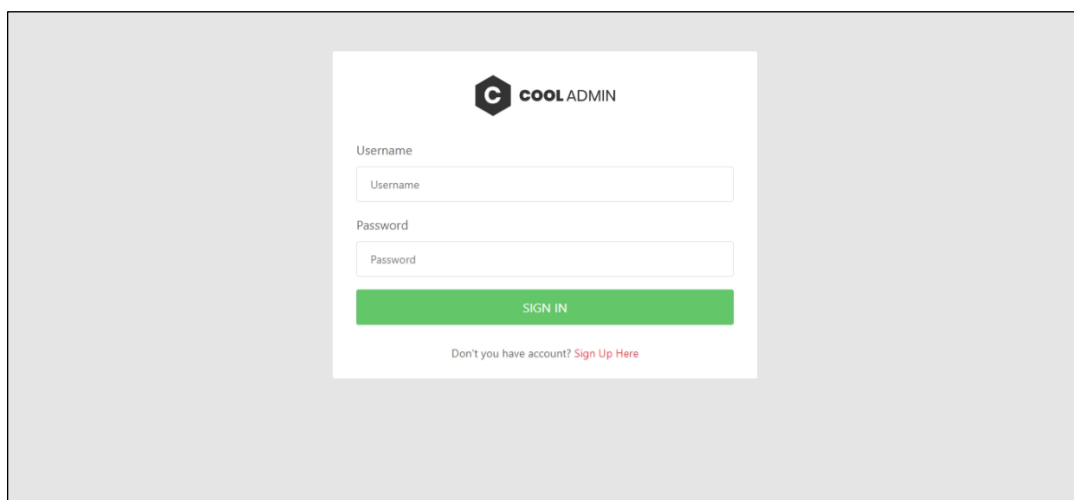 C COOL ADMIN
Username
Username
Password
Password
SIGN IN
Don't you have account? Sign Up Here